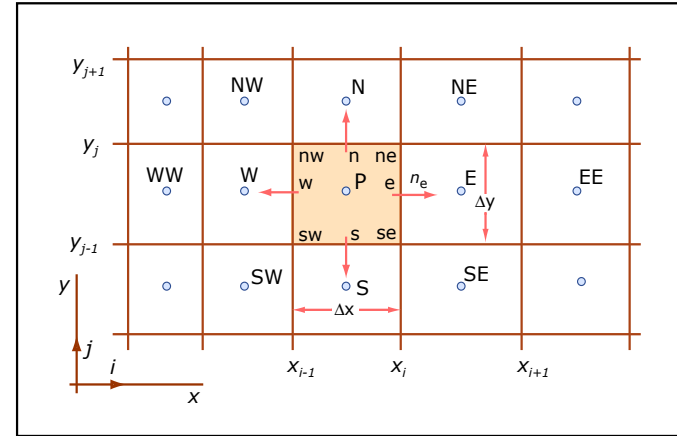 y_{j+1}
NW N NE
y_j
nw n ne
WW W w P e n_e E Δy EE
y_{j-1}
sw s se
y SW S SE
Δx
j
i
x x_{i-1} x_i x_{i+1}